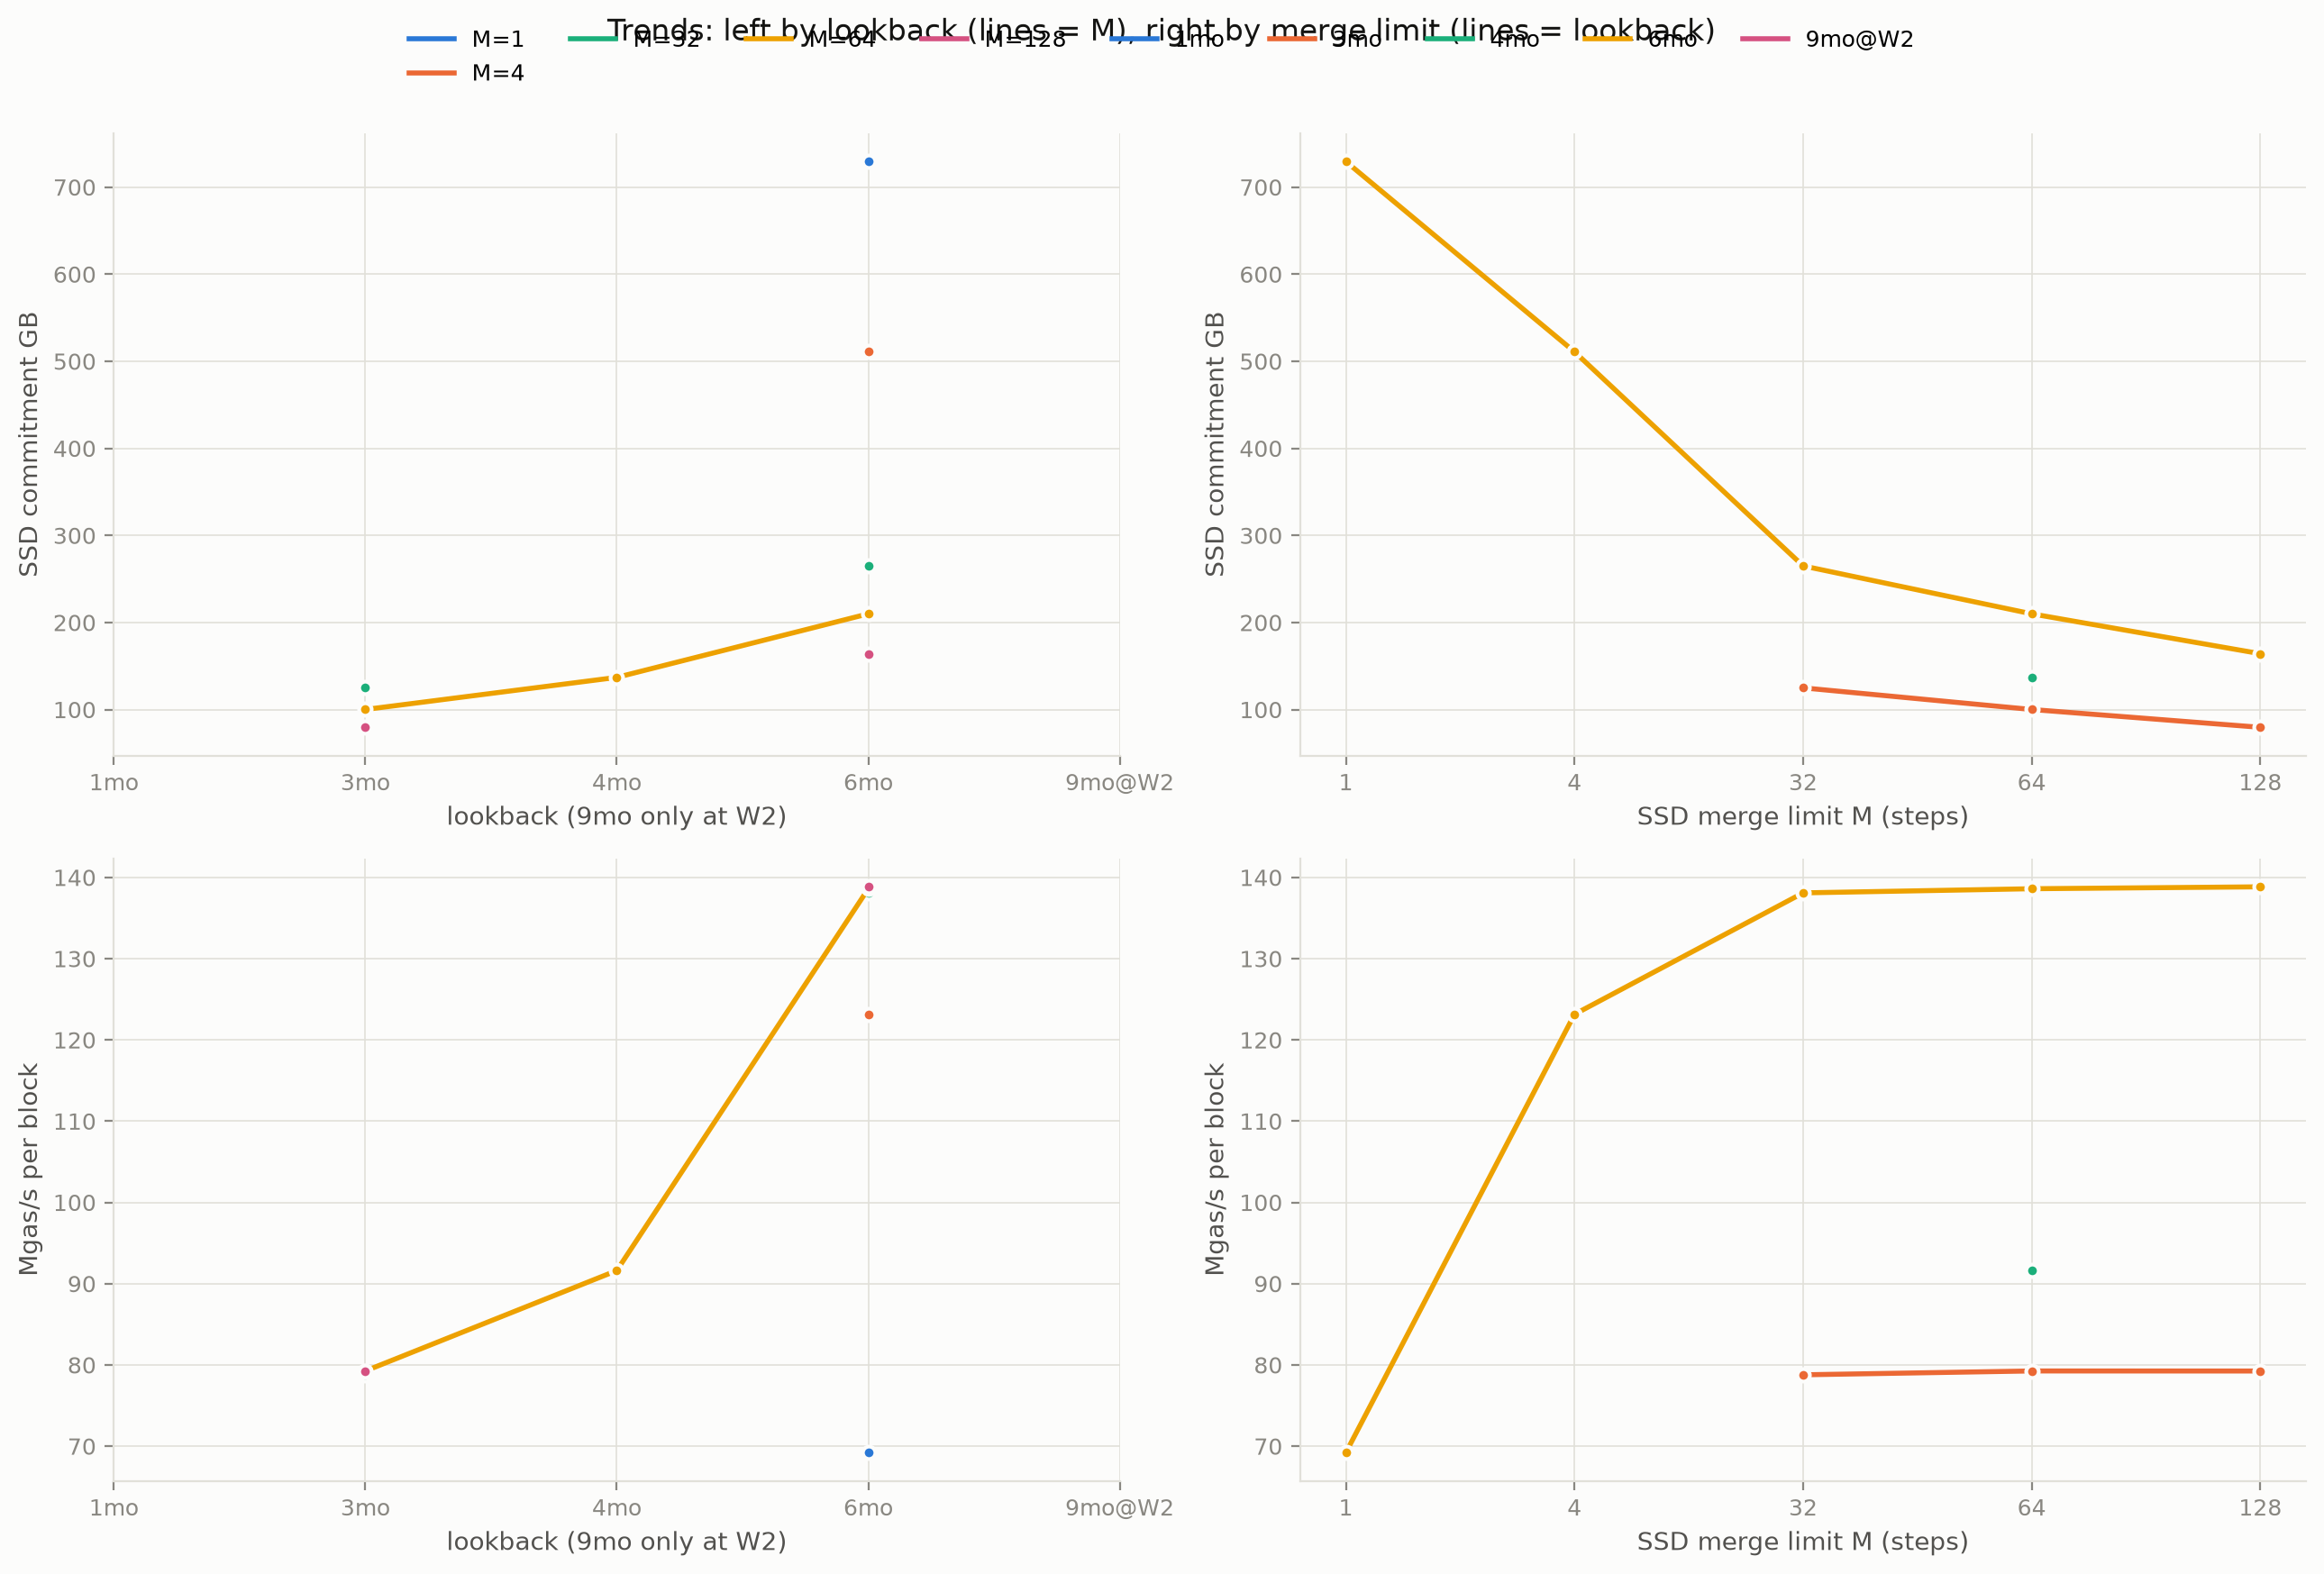 Trends: left by lookback (lines = M), right by merge limit (lines = lookback)
M=1 M=32 M=64 M=128 1mo 3mo 4mo 6mo 9mo@W2
M=4
SSD commitment GB
700
600
500
400
300
200
100
1mo 3mo 4mo 6mo 9mo@W2
lookback (9mo only at W2)
SSD commitment GB
700
600
500
400
300
200
100
1 4 32 64 128
SSD merge limit M (steps)
Mgas/s per block
140
130
120
110
100
90
80
70
1mo 3mo 4mo 6mo 9mo@W2
lookback (9mo only at W2)
Mgas/s per block
140
130
120
110
100
90
80
70
1 4 32 64 128
SSD merge limit M (steps)